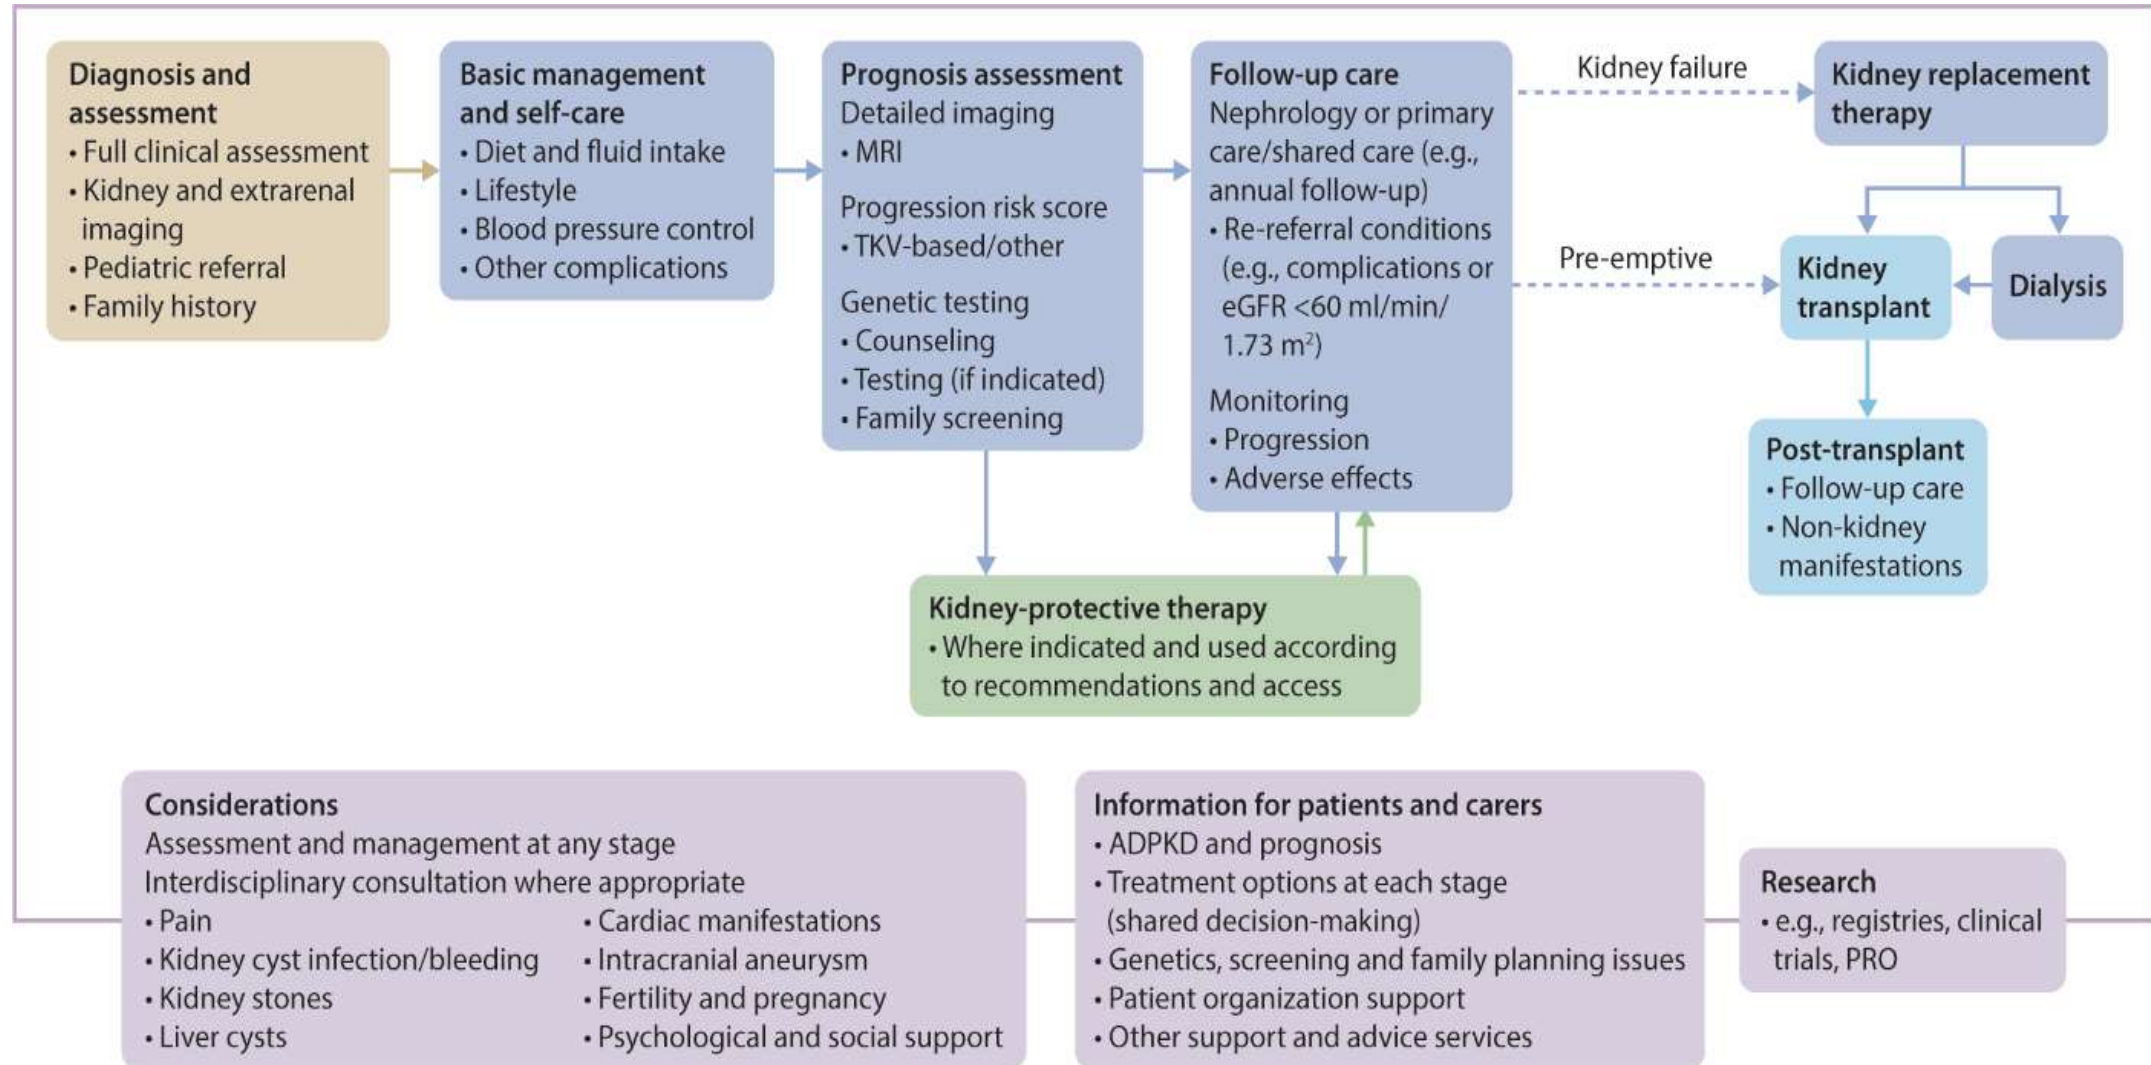 Diagnosis and
assessment
• Full clinical assessment
• Kidney and extrarenal
imaging
• Pediatric referral
• Family history
Basic management
and self-care
• Diet and fluid intake
• Lifestyle
• Blood pressure control
• Other complications
Prognosis assessment
Detailed imaging
• MRI
Progression risk score
• TKV-based/other
Genetic testing
• Counseling
• Testing (if indicated)
• Family screening
Follow-up care
Nephrology or primary
care/shared care (e.g.,
annual follow-up)
• Re-referral conditions
(e.g., complications or
eGFR <60 ml/min/
1.73 m²)
Monitoring
• Progression
• Adverse effects
Kidney failure
Pre-emptive
Kidney replacement
therapy
Kidney
transplant
Dialysis
Post-transplant
• Follow-up care
• Non-kidney
manifestations
Kidney-protective therapy
• Where indicated and used according
to recommendations and access
Considerations
Assessment and management at any stage
Interdisciplinary consultation where appropriate
• Pain
• Kidney cyst infection/bleeding
• Kidney stones
• Liver cysts
• Cardiac manifestations
• Intracranial aneurysm
• Fertility and pregnancy
• Psychological and social support
Information for patients and carers
• ADPKD and prognosis
• Treatment options at each stage
(shared decision-making)
• Genetics, screening and family planning issues
• Patient organization support
• Other support and advice services
Research
• e.g., registries, clinical
trials, PRO